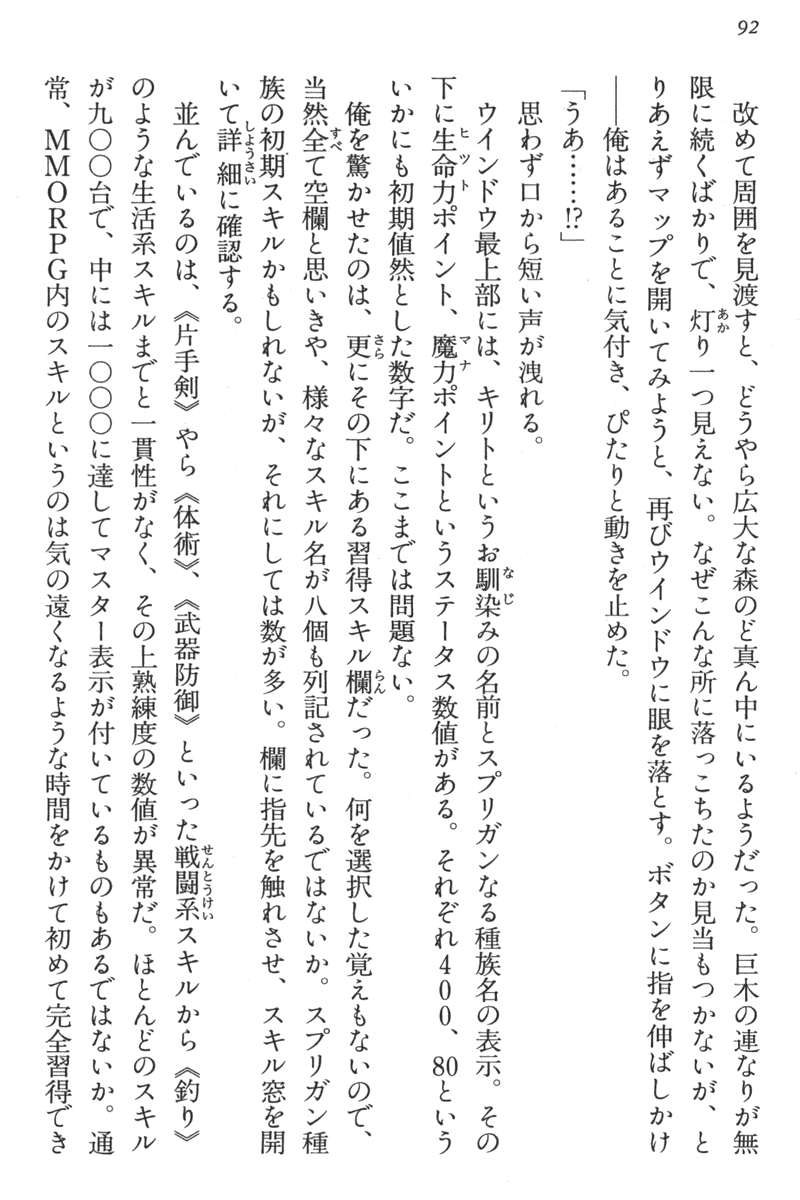 92
改めて周囲を見渡すと、どうやら広大な森のど真ん中にいるようだった。巨木の連なりが無
限に続くばかりで、灯り一つ見えない。なぜこんな所に落っこちたのか見当もつかないが、と
りあえずマップを開いてみようと、再びウインドウに眼を落とす。ボタンに指を伸ばしかけ
――俺はあることに気付き、ぴたりと動きを止めた。
「うあ……!?」
思わず口から短い声が洩れる。
ウインドウ最上部には、キリトというお馴染みの名前とスプリガンなる種族名の表示。その
下に生命力ポイント、魔力ポイントというステータス数値がある。それぞれ400、80という
いかにも初期値然とした数字だ。ここまでは問題ない。
俺を驚かせたのは、更にその下にある習得スキル欄だった。何を選択した覚えもないので、
当然全て空欄と思いきや、様々なスキル名が八個も列記されているではないか。スプリガン種
族の初期スキルかもしれないが、それにしては数が多い。欄に指先を触れさせ、スキル窓を開
いて詳細に確認する。
並んでいるのは、《片手剣》やら《体術》、《武器防御》といった戦闘系スキルから《釣り》
のような生活系スキルまでと一貫性がなく、その上熟練度の数値が異常だ。ほとんどのスキル
が九〇〇台で、中には一〇〇〇に達してマスター表示が付いているものもあるではないか。通
常、MMORPG内のスキルというのは気の遠くなるような時間をかけて初めて完全習得でき